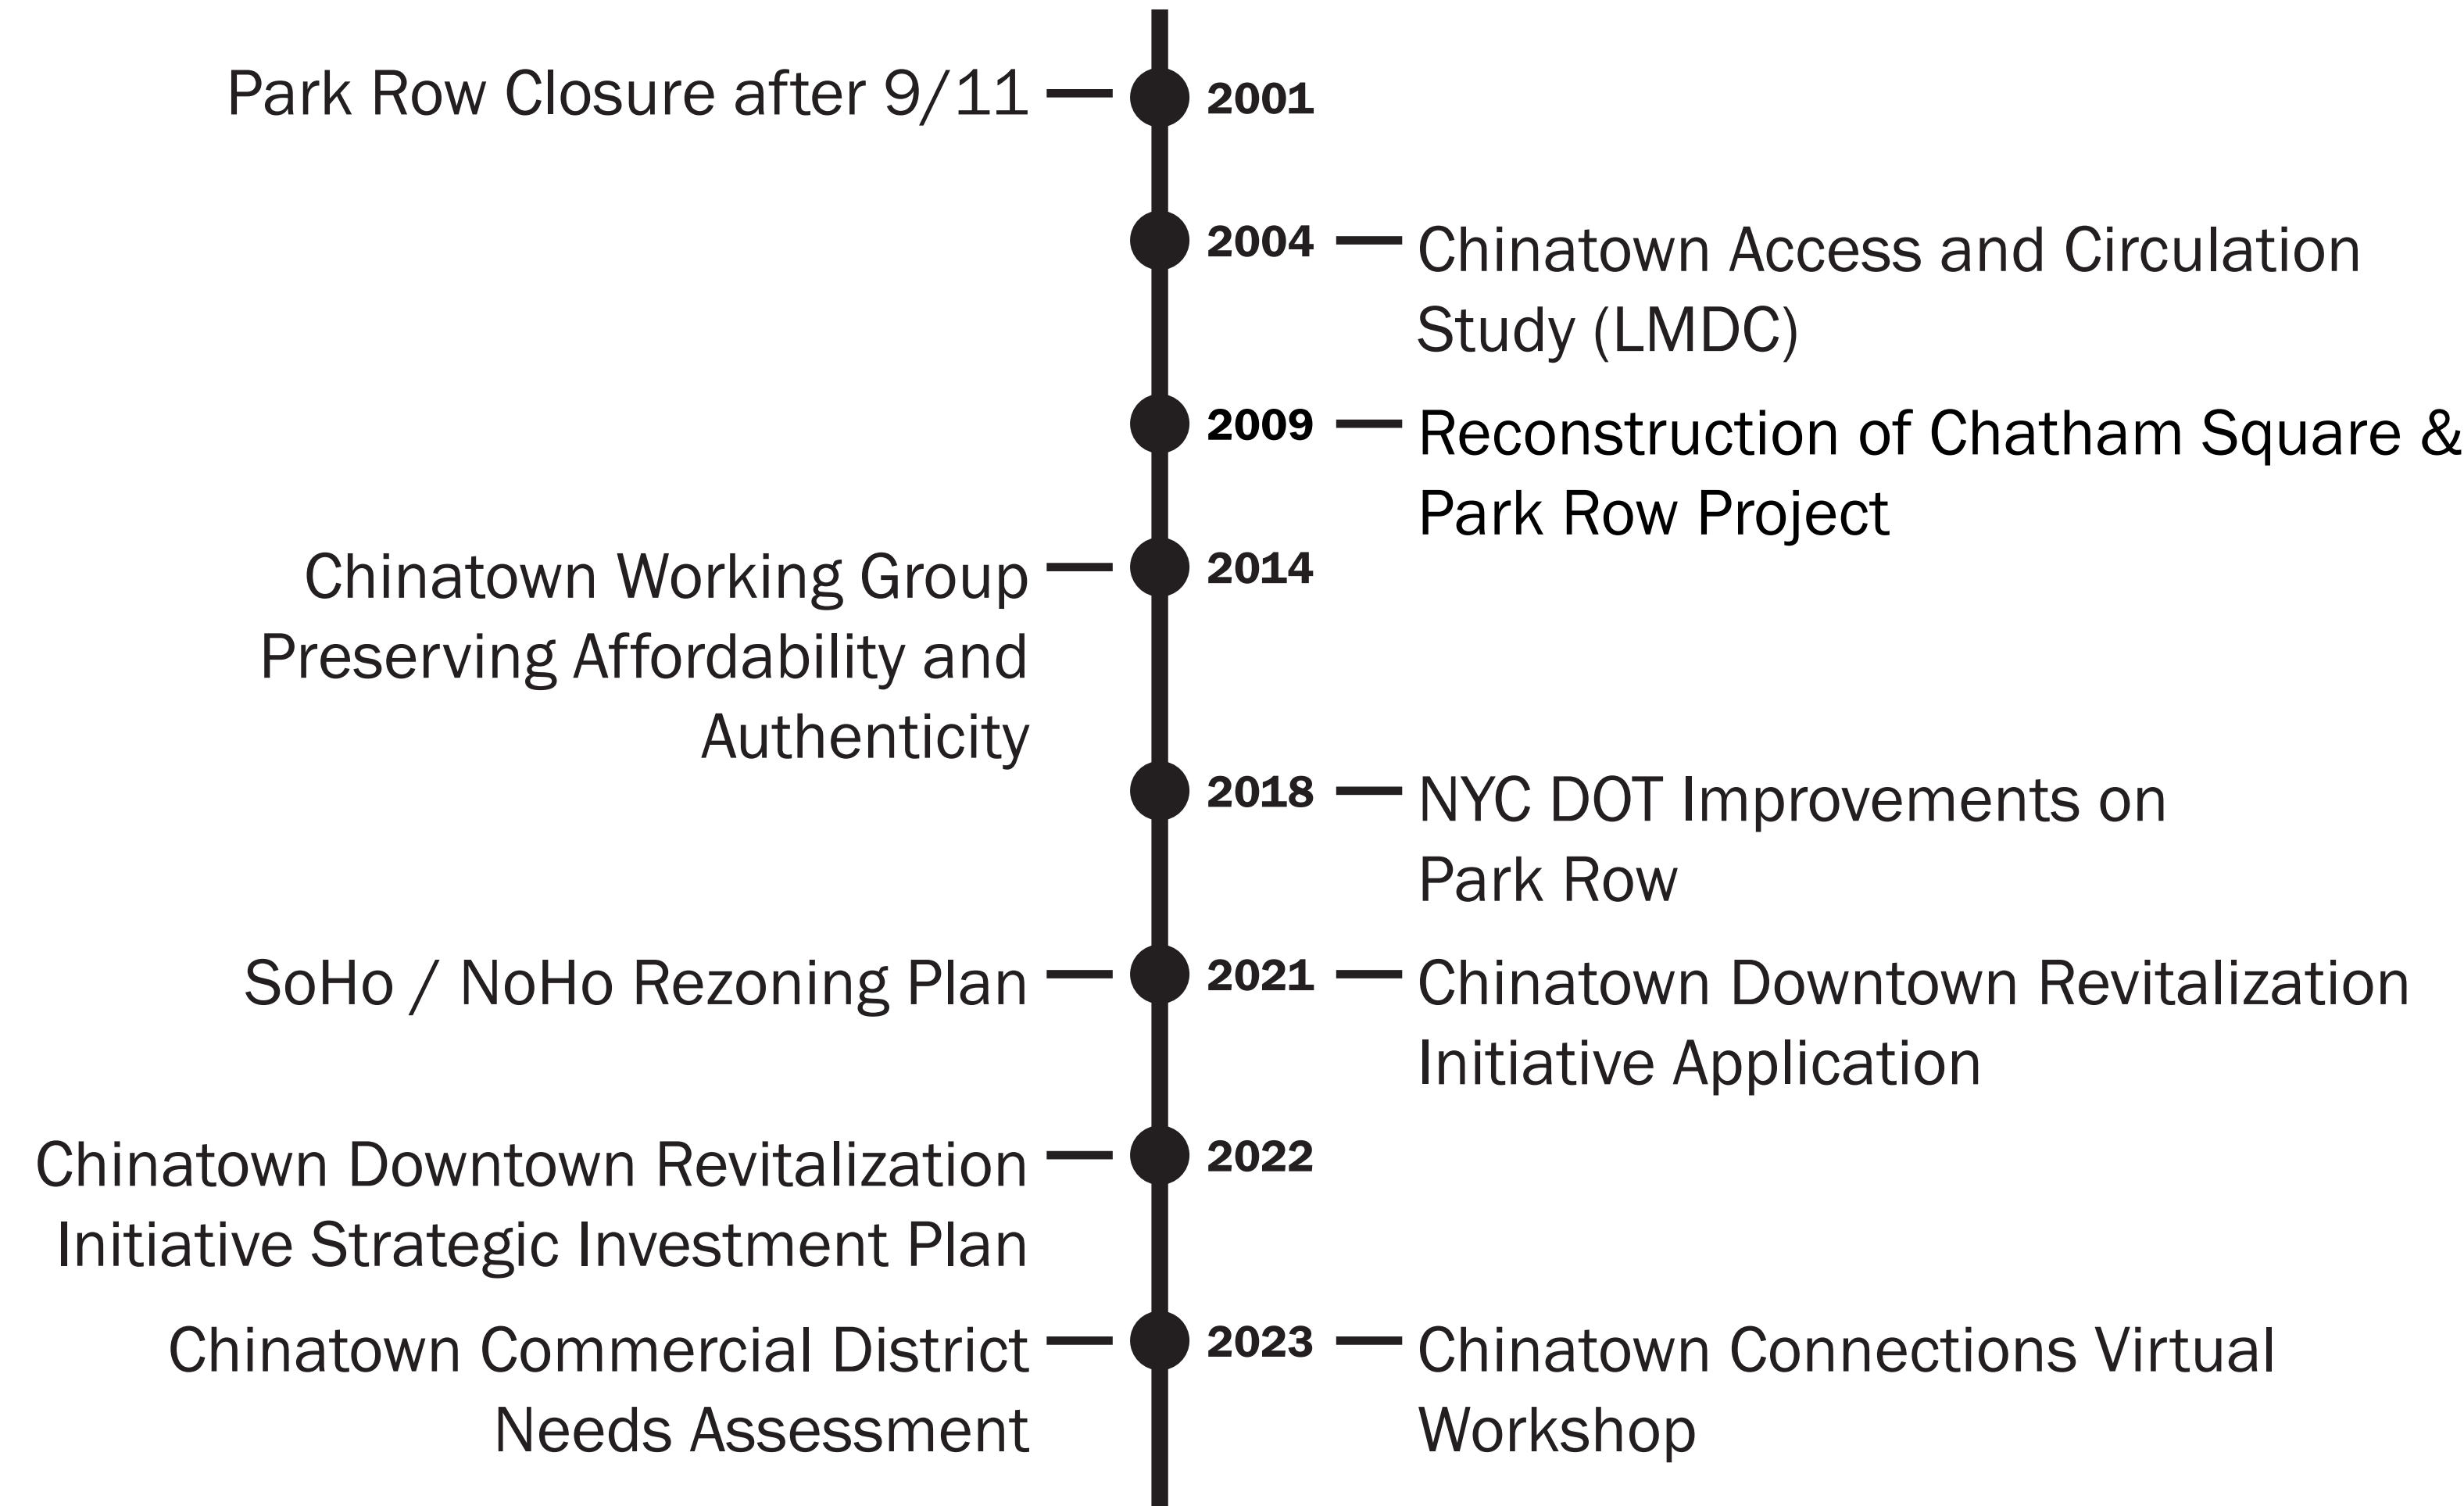 Park Row Closure after 9/11
2001
2004
Chinatown Access and Circulation
Study (LMDC)
2009
Reconstruction of Chatham Square &
Park Row Project
Chinatown Working Group
Preserving Affordability and
Authenticity
2014
2018
NYC DOT Improvements on
Park Row
SoHo / NoHo Rezoning Plan
2021
Chinatown Downtown Revitalization
Initiative Application
Chinatown Downtown Revitalization
Initiative Strategic Investment Plan
2022
Chinatown Commercial District
Needs Assessment
2023
Chinatown Connections Virtual
Workshop